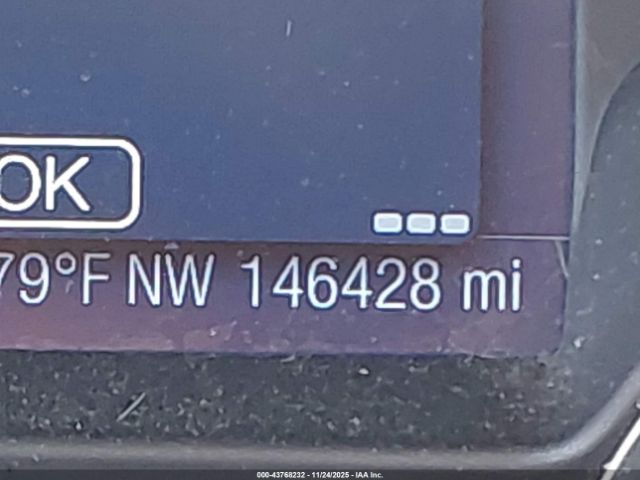 OK
79°F NW 146428 mi
000-43768232 - 11/24/2025 - IAA Inc.